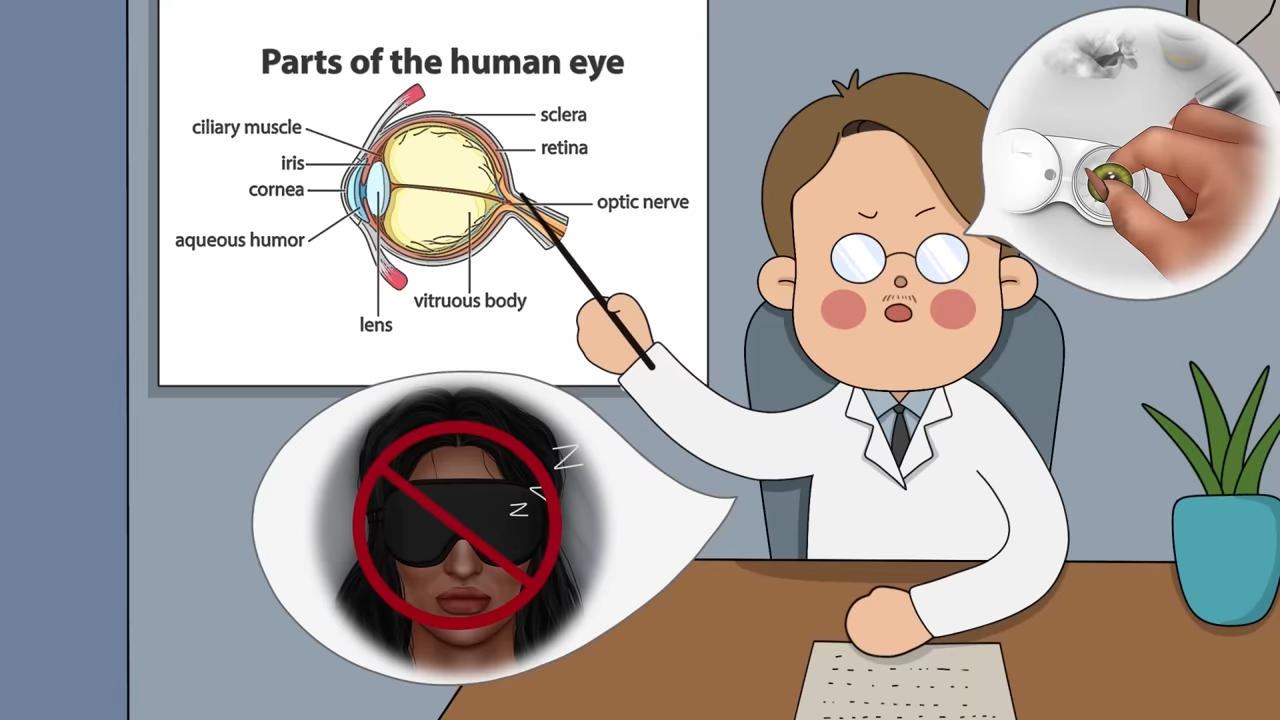 Parts of the human eye
sclera
ciliary muscle
retina
iris
cornea
optic nerve
aqueous humor
vitruous body
lens
Z
Z
Z